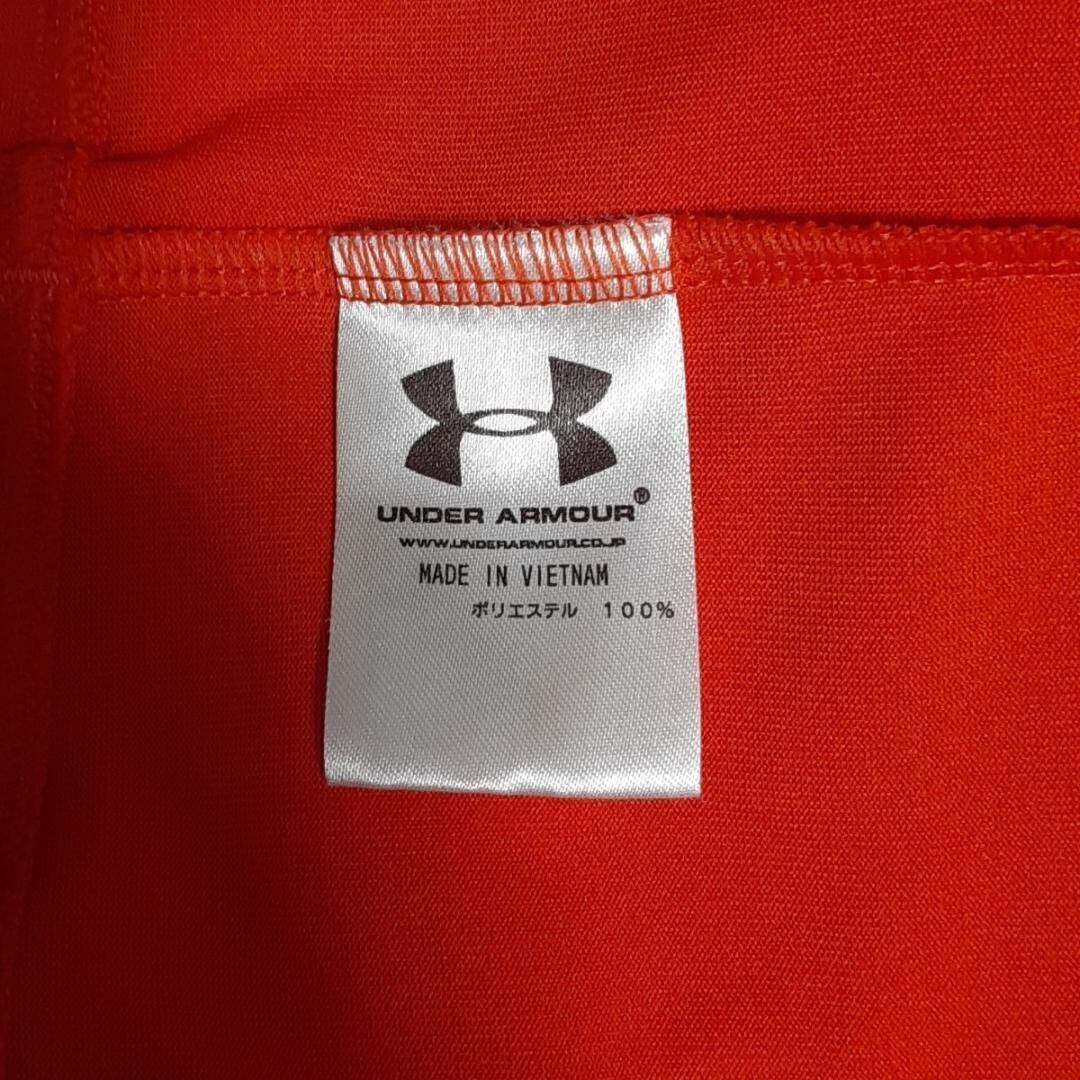 UNDER ARMOUR®
WWW.UNDERARMOUR.CO.JP
MADE IN VIETNAM
ポリエステル 100%